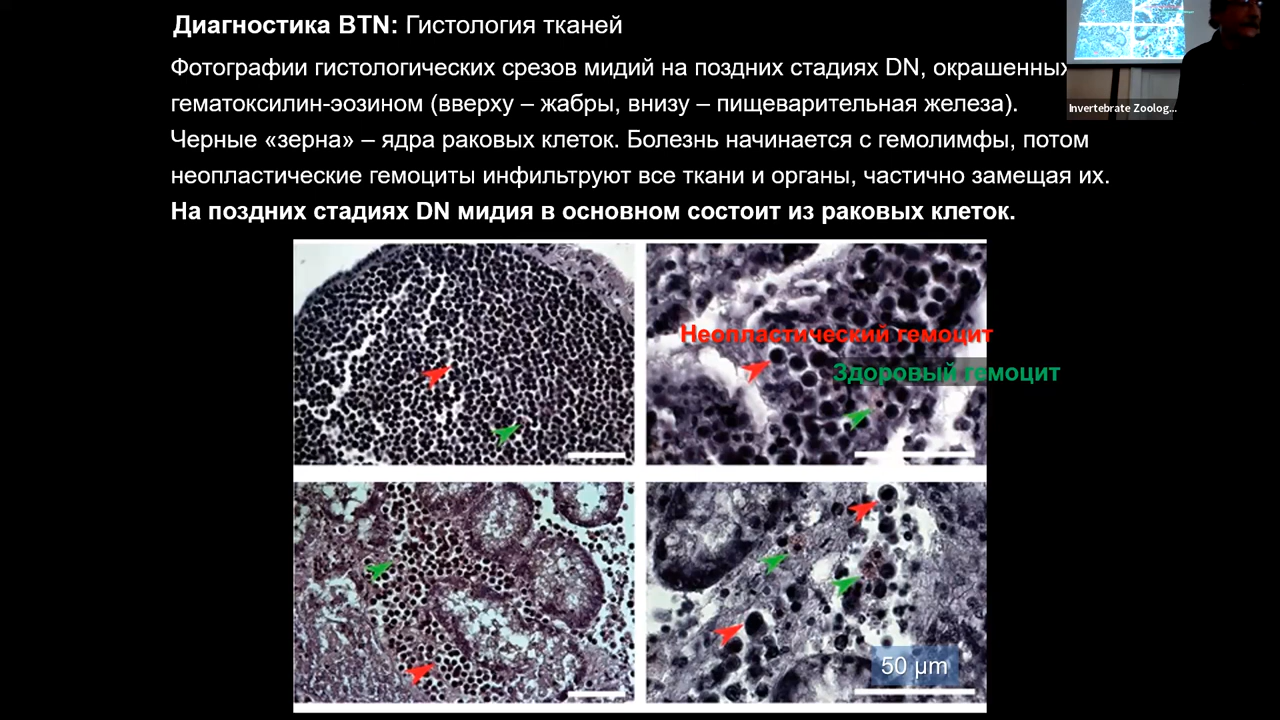 Диагностика BTN: Гистология тканей
Фотографии гистологических срезов мидий на поздних стадиях DN, окрашенных
гематоксилин-эозином (вверху – жабры, внизу – пищеварительная железа).
Черные «зерна» – ядра раковых клеток. Болезнь начинается с гемолимфы, потом
неопластические гемоциты инфильтруют все ткани и органы, частично замещая их.
На поздних стадиях DN мидия в основном состоит из раковых клеток.
Invertebrate Zoolog...
Неопластический гемоцит
Здоровый гемоцит
50 µm